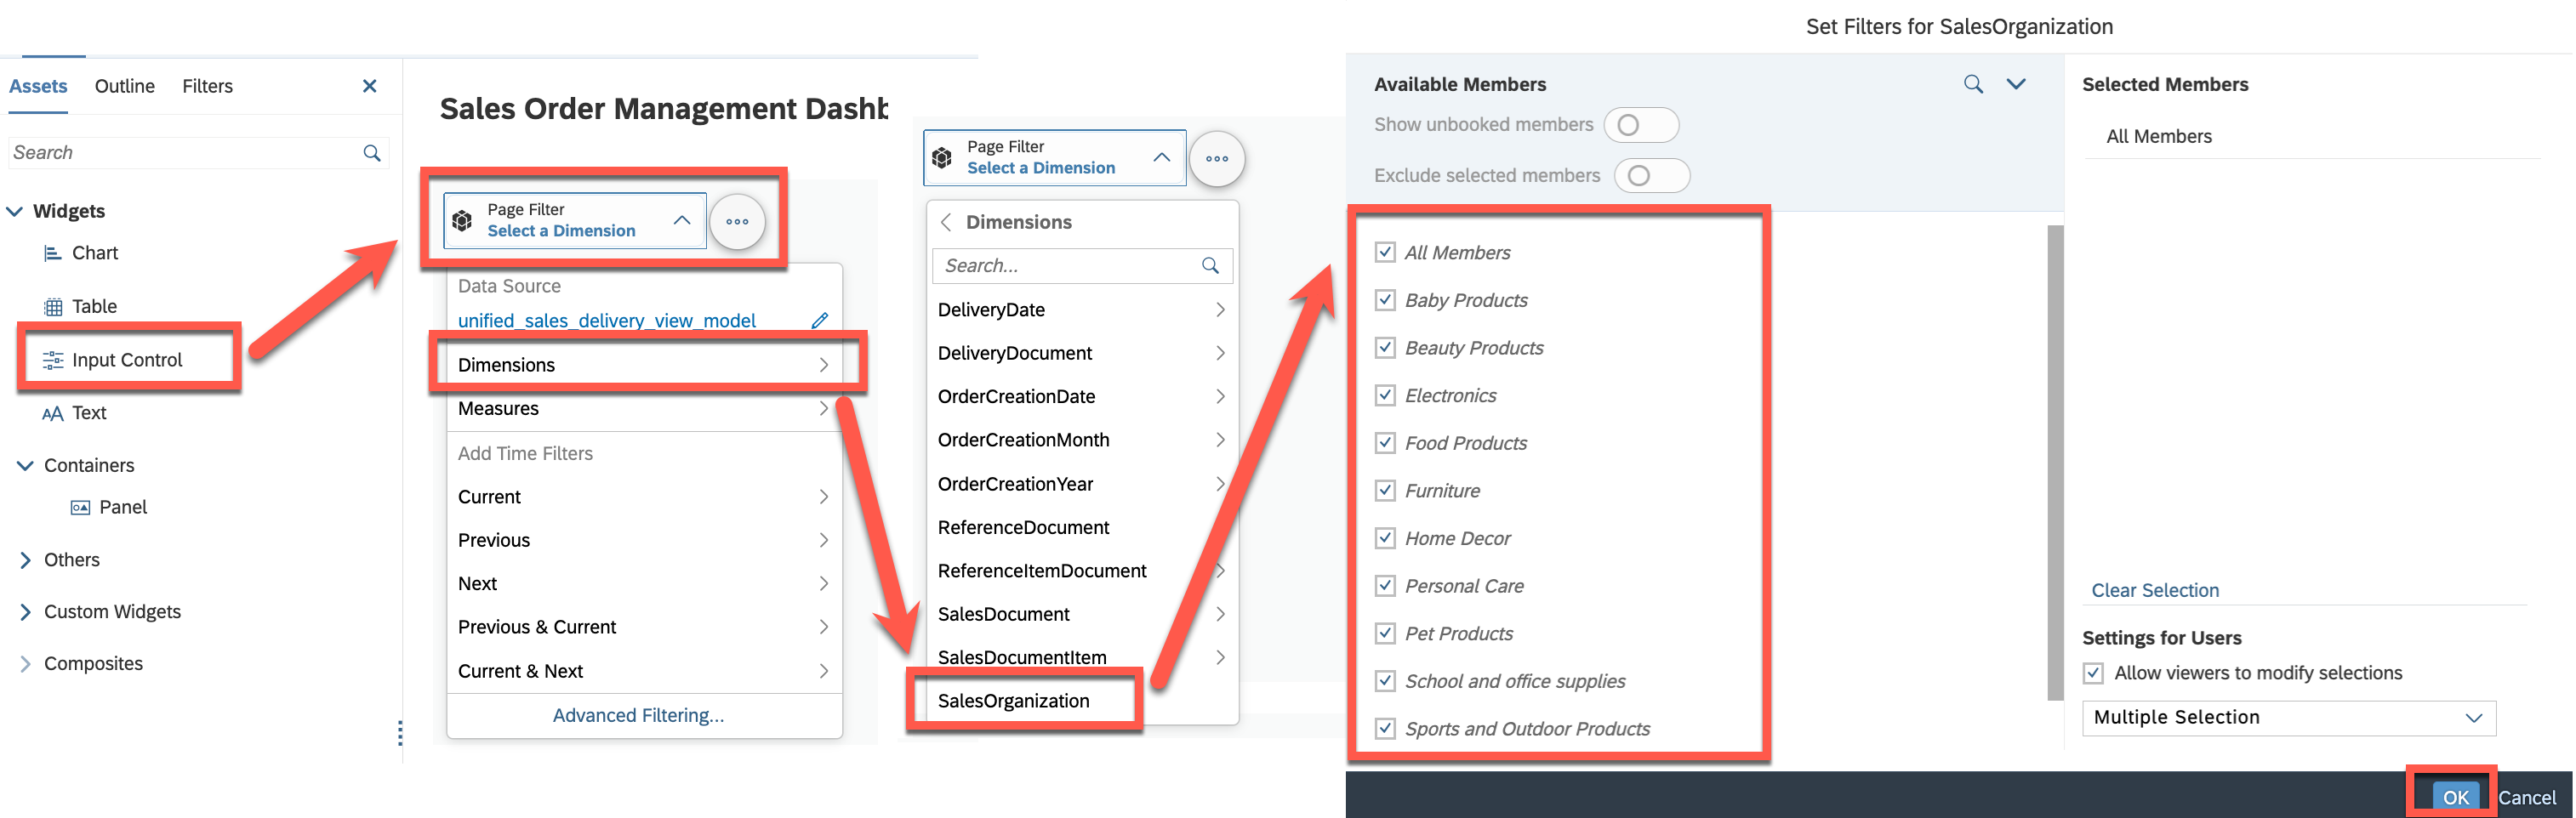 Assets Outline Filters
Search
Widgets
Chart
Table
Input Control
Text
Containers
Panel
Others
Custom Widgets
Composites
Sales Order Management Dashb
Page Filter
Select a Dimension
Data Source
unified_sales_delivery_view_model
Dimensions
Measures
Add Time Filters
Current
Previous
Next
Previous & Current
Current & Next
Advanced Filtering...
Page Filter
Select a Dimension
Dimensions
Search...
DeliveryDate
DeliveryDocument
OrderCreationDate
OrderCreationMonth
OrderCreationYear
ReferenceDocument
ReferenceItemDocument
SalesDocument
SalesDocumentItem
SalesOrganization
Set Filters for SalesOrganization
Available Members
Show unbooked members
Exclude selected members
All Members
Baby Products
Beauty Products
Electronics
Food Products
Furniture
Home Decor
Personal Care
Pet Products
School and office supplies
Sports and Outdoor Products
Selected Members
All Members
Clear Selection
Settings for Users
Allow viewers to modify selections
Multiple Selection
OK Cancel